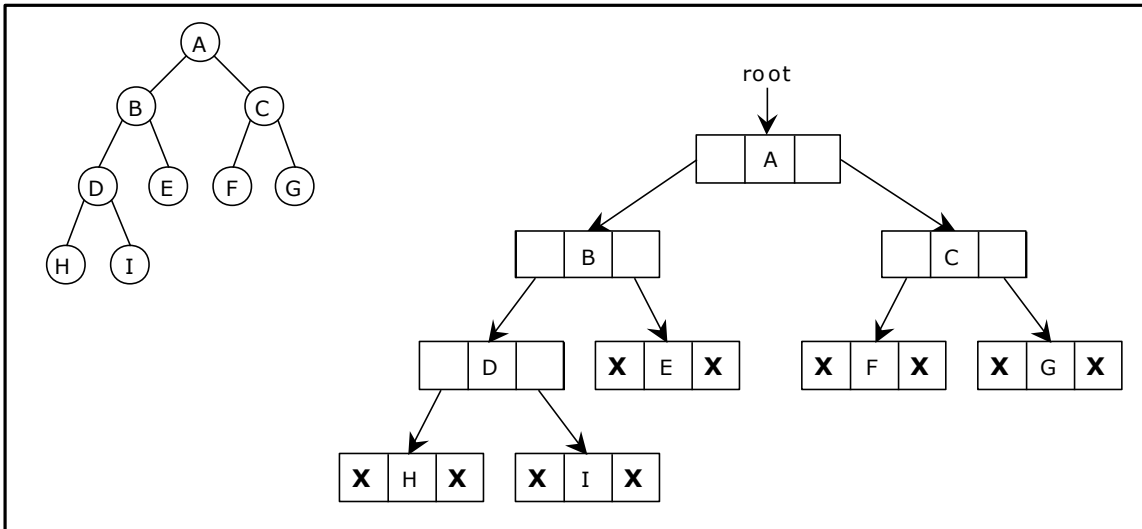 A
B C
D E F G
H I
root
A
B C
D X E X X F X X G X
X H X X I X